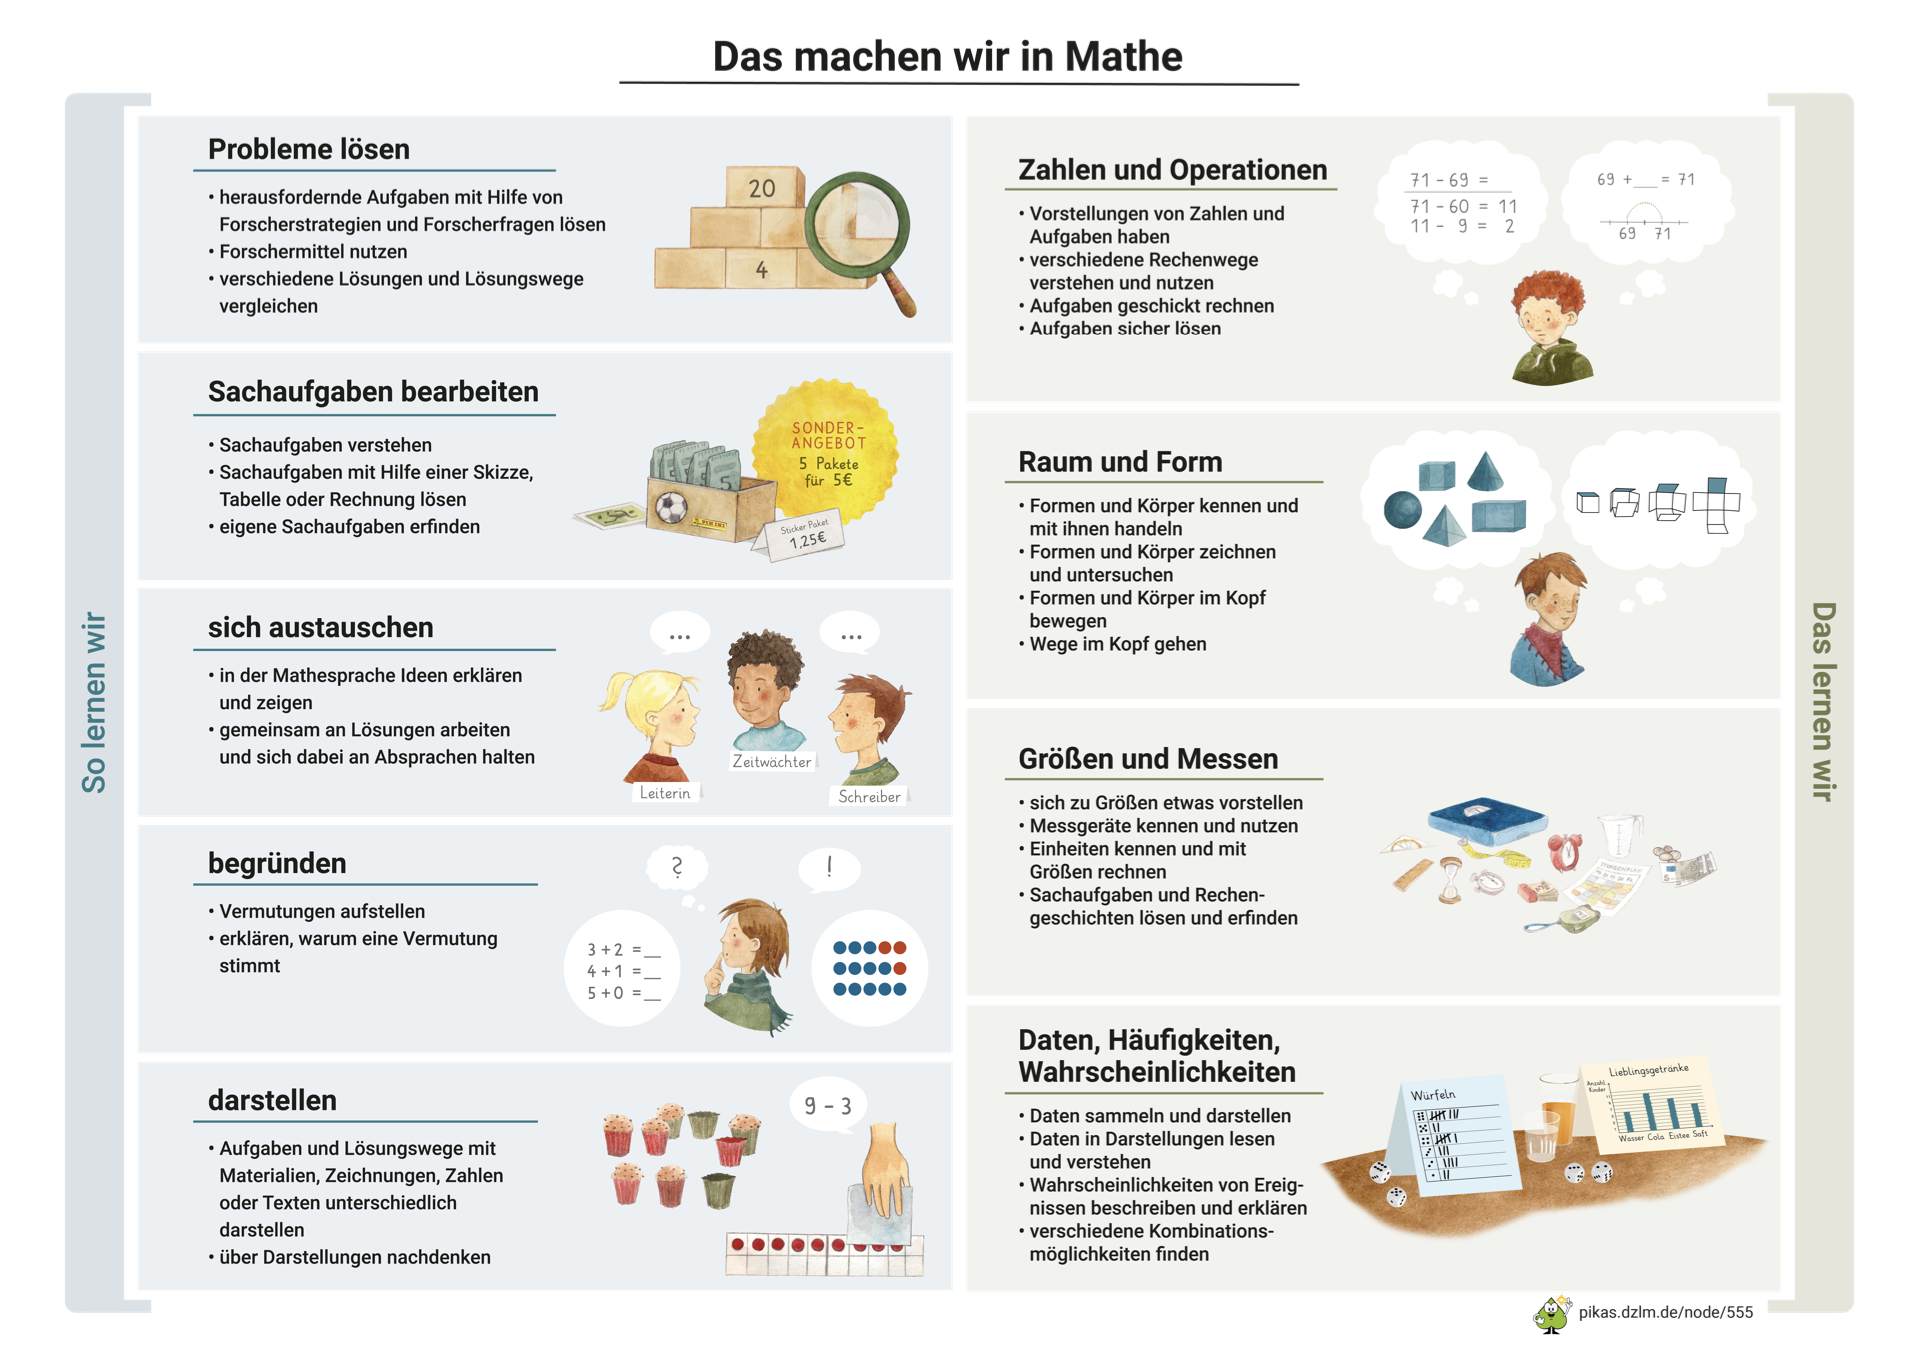 Das machen wir in Mathe
So lernen wir
Probleme lösen
• herausfordernde Aufgaben mit Hilfe von
Forscherstrategien und Forscherfragen lösen
• Forschermittel nutzen
• verschiedene Lösungen und Lösungswege
vergleichen
20
4
Sachaufgaben bearbeiten
• Sachaufgaben verstehen
• Sachaufgaben mit Hilfe einer Skizze,
Tabelle oder Rechnung lösen
• eigene Sachaufgaben erfinden
SONDER-
ANGEBOT
5 Pakete
für 5€
5
Sticker Paket
1,25€
sich austauschen
• in der Mathesprache Ideen erklären
und zeigen
• gemeinsam an Lösungen arbeiten
und sich dabei an Absprachen halten
...
...
Zeitwächter
Leiterin
Schreiber
begründen
• Vermutungen aufstellen
• erklären, warum eine Vermutung
stimmt
?
!
3 + 2 = __
4 + 1 = __
5 + 0 = __
darstellen
• Aufgaben und Lösungswege mit
Materialien, Zeichnungen, Zahlen
oder Texten unterschiedlich
darstellen
• über Darstellungen nachdenken
9 - 3
Das lernen wir
Zahlen und Operationen
• Vorstellungen von Zahlen und
Aufgaben haben
• verschiedene Rechenwege
verstehen und nutzen
• Aufgaben geschickt rechnen
• Aufgaben sicher lösen
71 - 69 =
71 - 60 = 11
11 - 9 = 2
69 + ___ = 71
69 71
Raum und Form
• Formen und Körper kennen und
mit ihnen handeln
• Formen und Körper zeichnen
und untersuchen
• Formen und Körper im Kopf
bewegen
• Wege im Kopf gehen
Größen und Messen
• sich zu Größen etwas vorstellen
• Messgeräte kennen und nutzen
• Einheiten kennen und mit
Größen rechnen
• Sachaufgaben und Rechen-
geschichten lösen und erfinden
STUNDENPLAN
Daten, Häufigkeiten,
Wahrscheinlichkeiten
• Daten sammeln und darstellen
• Daten in Darstellungen lesen
und verstehen
• Wahrscheinlichkeiten von Ereig-
nissen beschreiben und erklären
• verschiedene Kombinations-
möglichkeiten finden
Würfeln
Lieblingsgetränke
Anzahl
Kinder
Wasser Cola Eistee Saft
pikas.dzlm.de/node/555